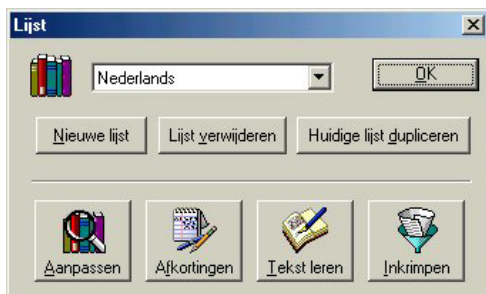 Lijst
Nederlands
OK
Nieuwe lijst
Lijst verwijderen
Huidige lijst dupliceren
Aanpassen
Afkortingen
Tekst leren
Inkrimpen